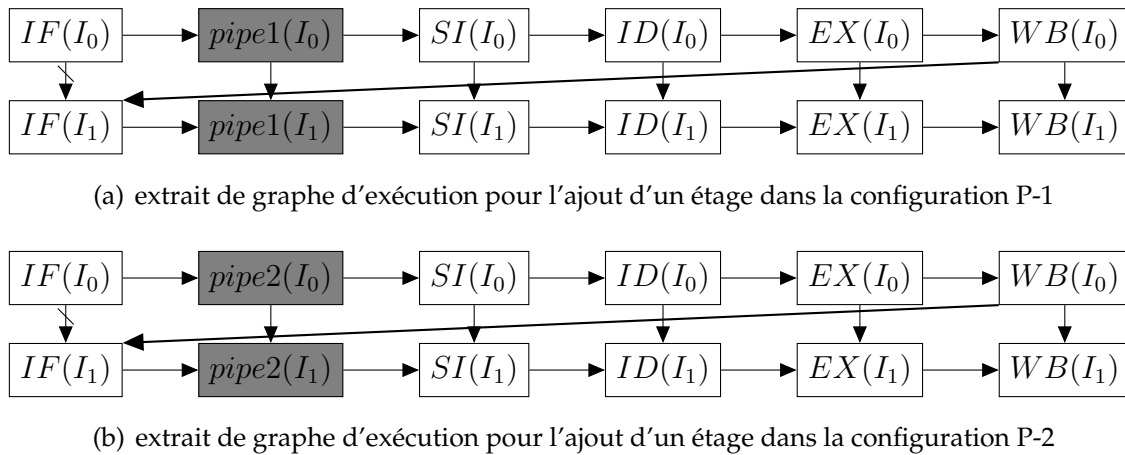 IF(I₀) pipe1(I₀) SI(I₀) ID(I₀) EX(I₀) WB(I₀)
IF(I₁) pipe1(I₁) SI(I₁) ID(I₁) EX(I₁) WB(I₁)
(a) extrait de graphe d'exécution pour l'ajout d'un étage dans la configuration P-1
IF(I₀) pipe2(I₀) SI(I₀) ID(I₀) EX(I₀) WB(I₀)
IF(I₁) pipe2(I₁) SI(I₁) ID(I₁) EX(I₁) WB(I₁)
(b) extrait de graphe d'exécution pour l'ajout d'un étage dans la configuration P-2